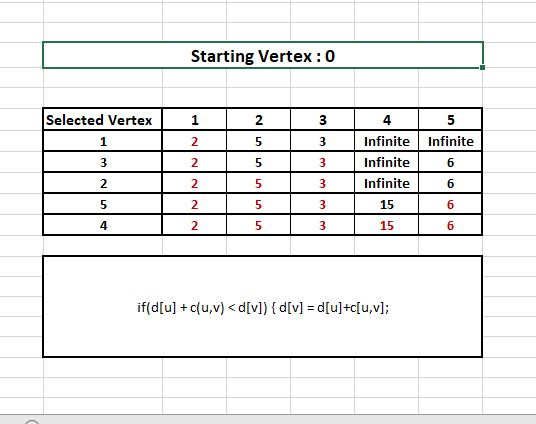 Starting Vertex : 0
Selected Vertex 1 2 3 4 5
1 2 5 3 Infinite Infinite
3 2 5 3 Infinite 6
2 2 5 3 Infinite 6
5 2 5 3 15 6
4 2 5 3 15 6
if(d[u] + c(u,v) < d[v]) { d[v] = d[u]+c[u,v];